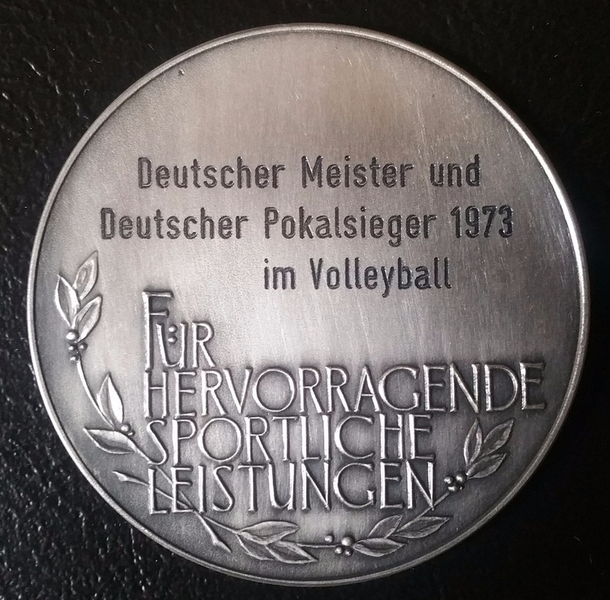 Deutscher Meister und
Deutscher Pokalsieger 1973
im Volleyball
FÜR
HERVORRAGENDE
SPORTLICHE
LEISTUNGEN